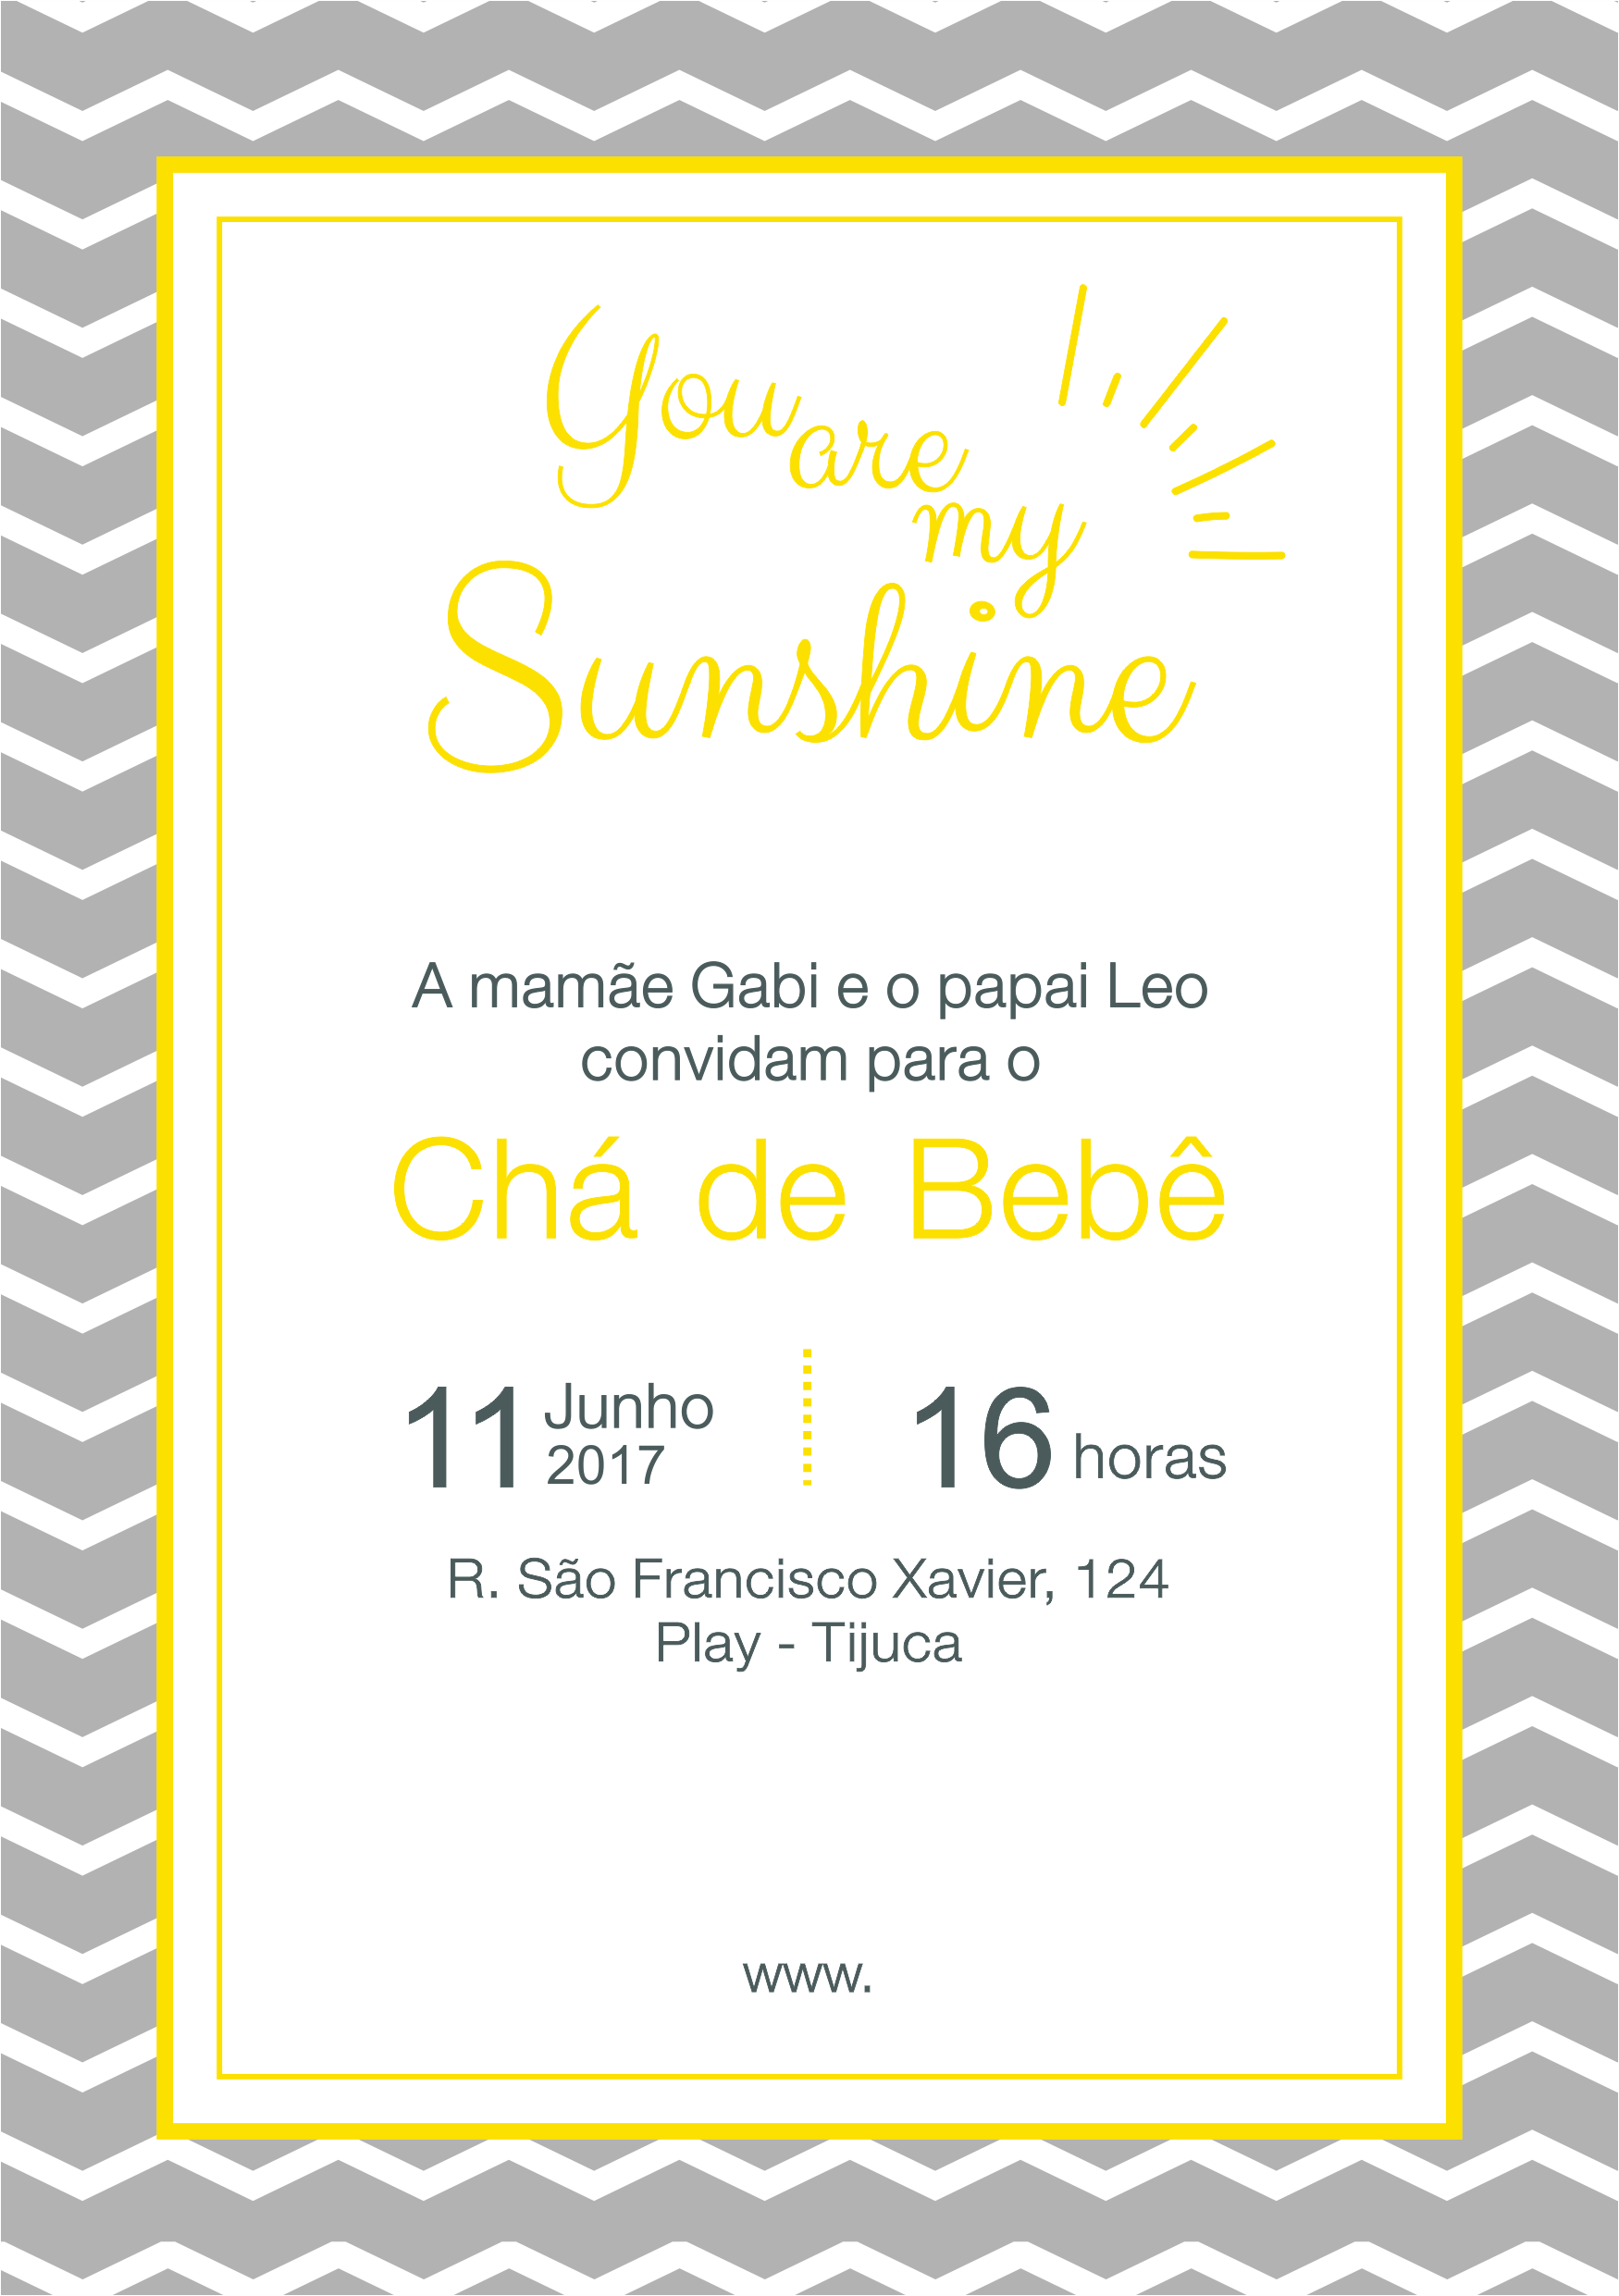 You are
my
Sunshine
A mamãe Gabi e o papai Leo
convidam para o
Chá de Bebê
11 Junho 2017
16 horas
R. São Francisco Xavier, 124
Play - Tijuca
www.